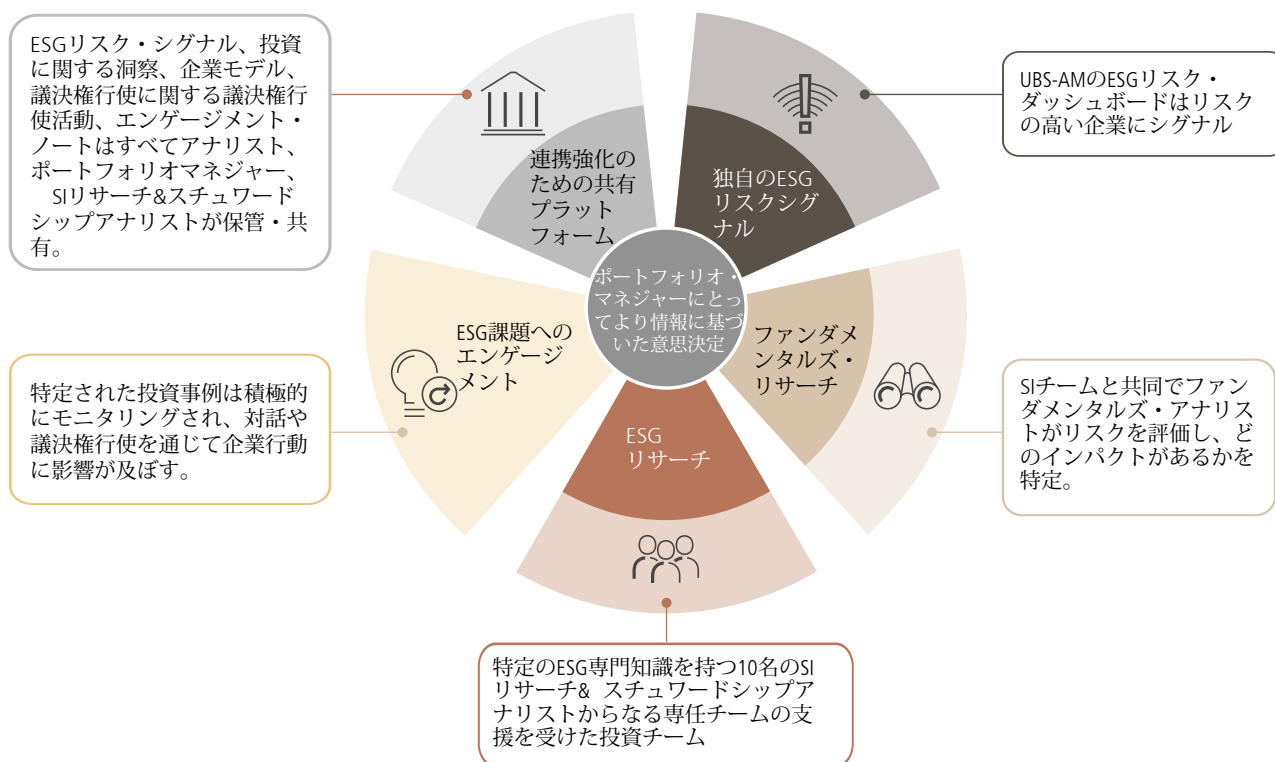 ESGリスク・シグナル、投資
に関する洞察、企業モデル、
議決権行使に関する議決権行
使活動、エンゲージメント・
ノートはすべてアナリスト、
ポートフォリオマネジャー、
SIリサーチ&スチュワード
シップアナリストが保管・共
有。
連携強化の
ための共有
プラット
フォーム
独自のESG
リスクシグ
ナル
UBS-AMのESGリスク・
ダッシュボードはリスク
の高い企業にシグナル
ポートフォリオ・
マネジャーにとっ
てより情報に基づ
いた意思決定
ESG課題への
エンゲージ
メント
ファンダメ
ンタルズ・
リサーチ
特定された投資事例は積極的
にモニタリングされ、対話や
議決権行使を通じて企業行動
に影響が及ぼす。
SIチームと共同でファン
ダメンタルズ・アナリス
トがリスクを評価し、ど
のインパクトがあるかを
特定。
ESG
リサーチ
特定のESG専門知識を持つ10名のSI
リサーチ& スチュワードシップア
ナリストからなる専任チームの支
援を受けた投資チーム